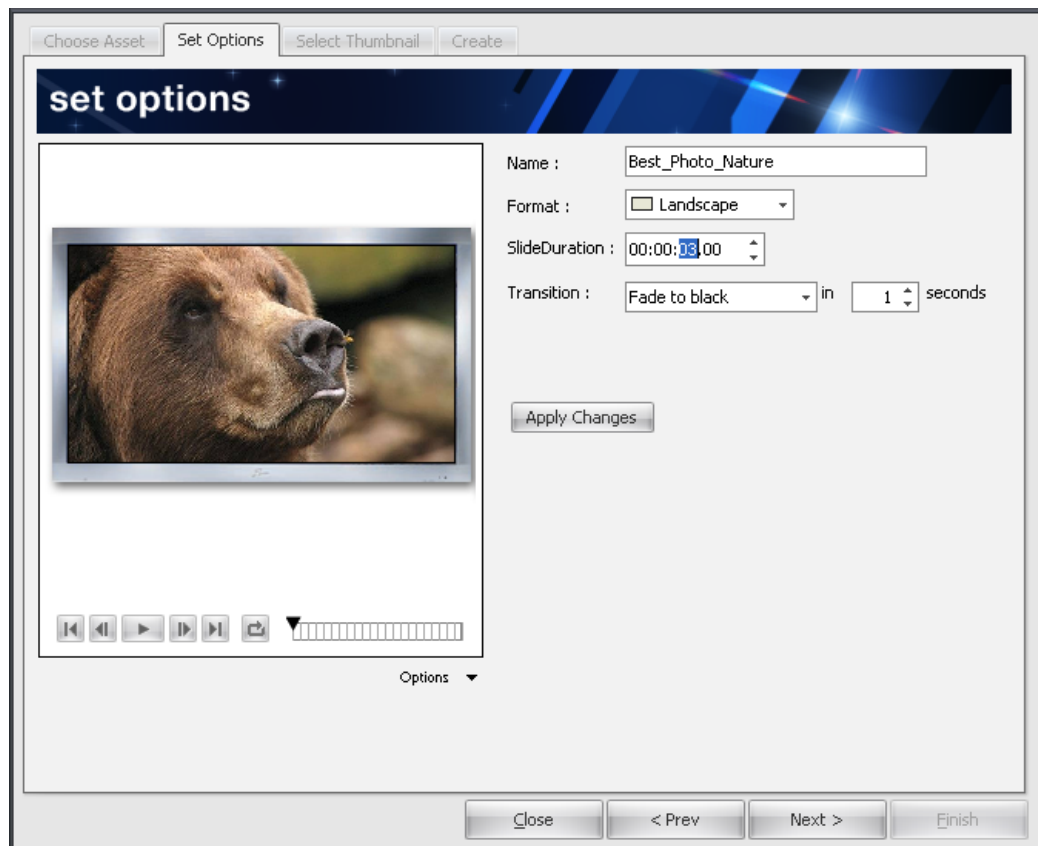 Choose Asset Set Options Select Thumbnail Create
set options
Name : Best_Photo_Nature
Format : Landscape
SlideDuration : 00:00:03.00
Transition : Fade to black in 1 seconds
Apply Changes
Options
Close < Prev Next > Finish